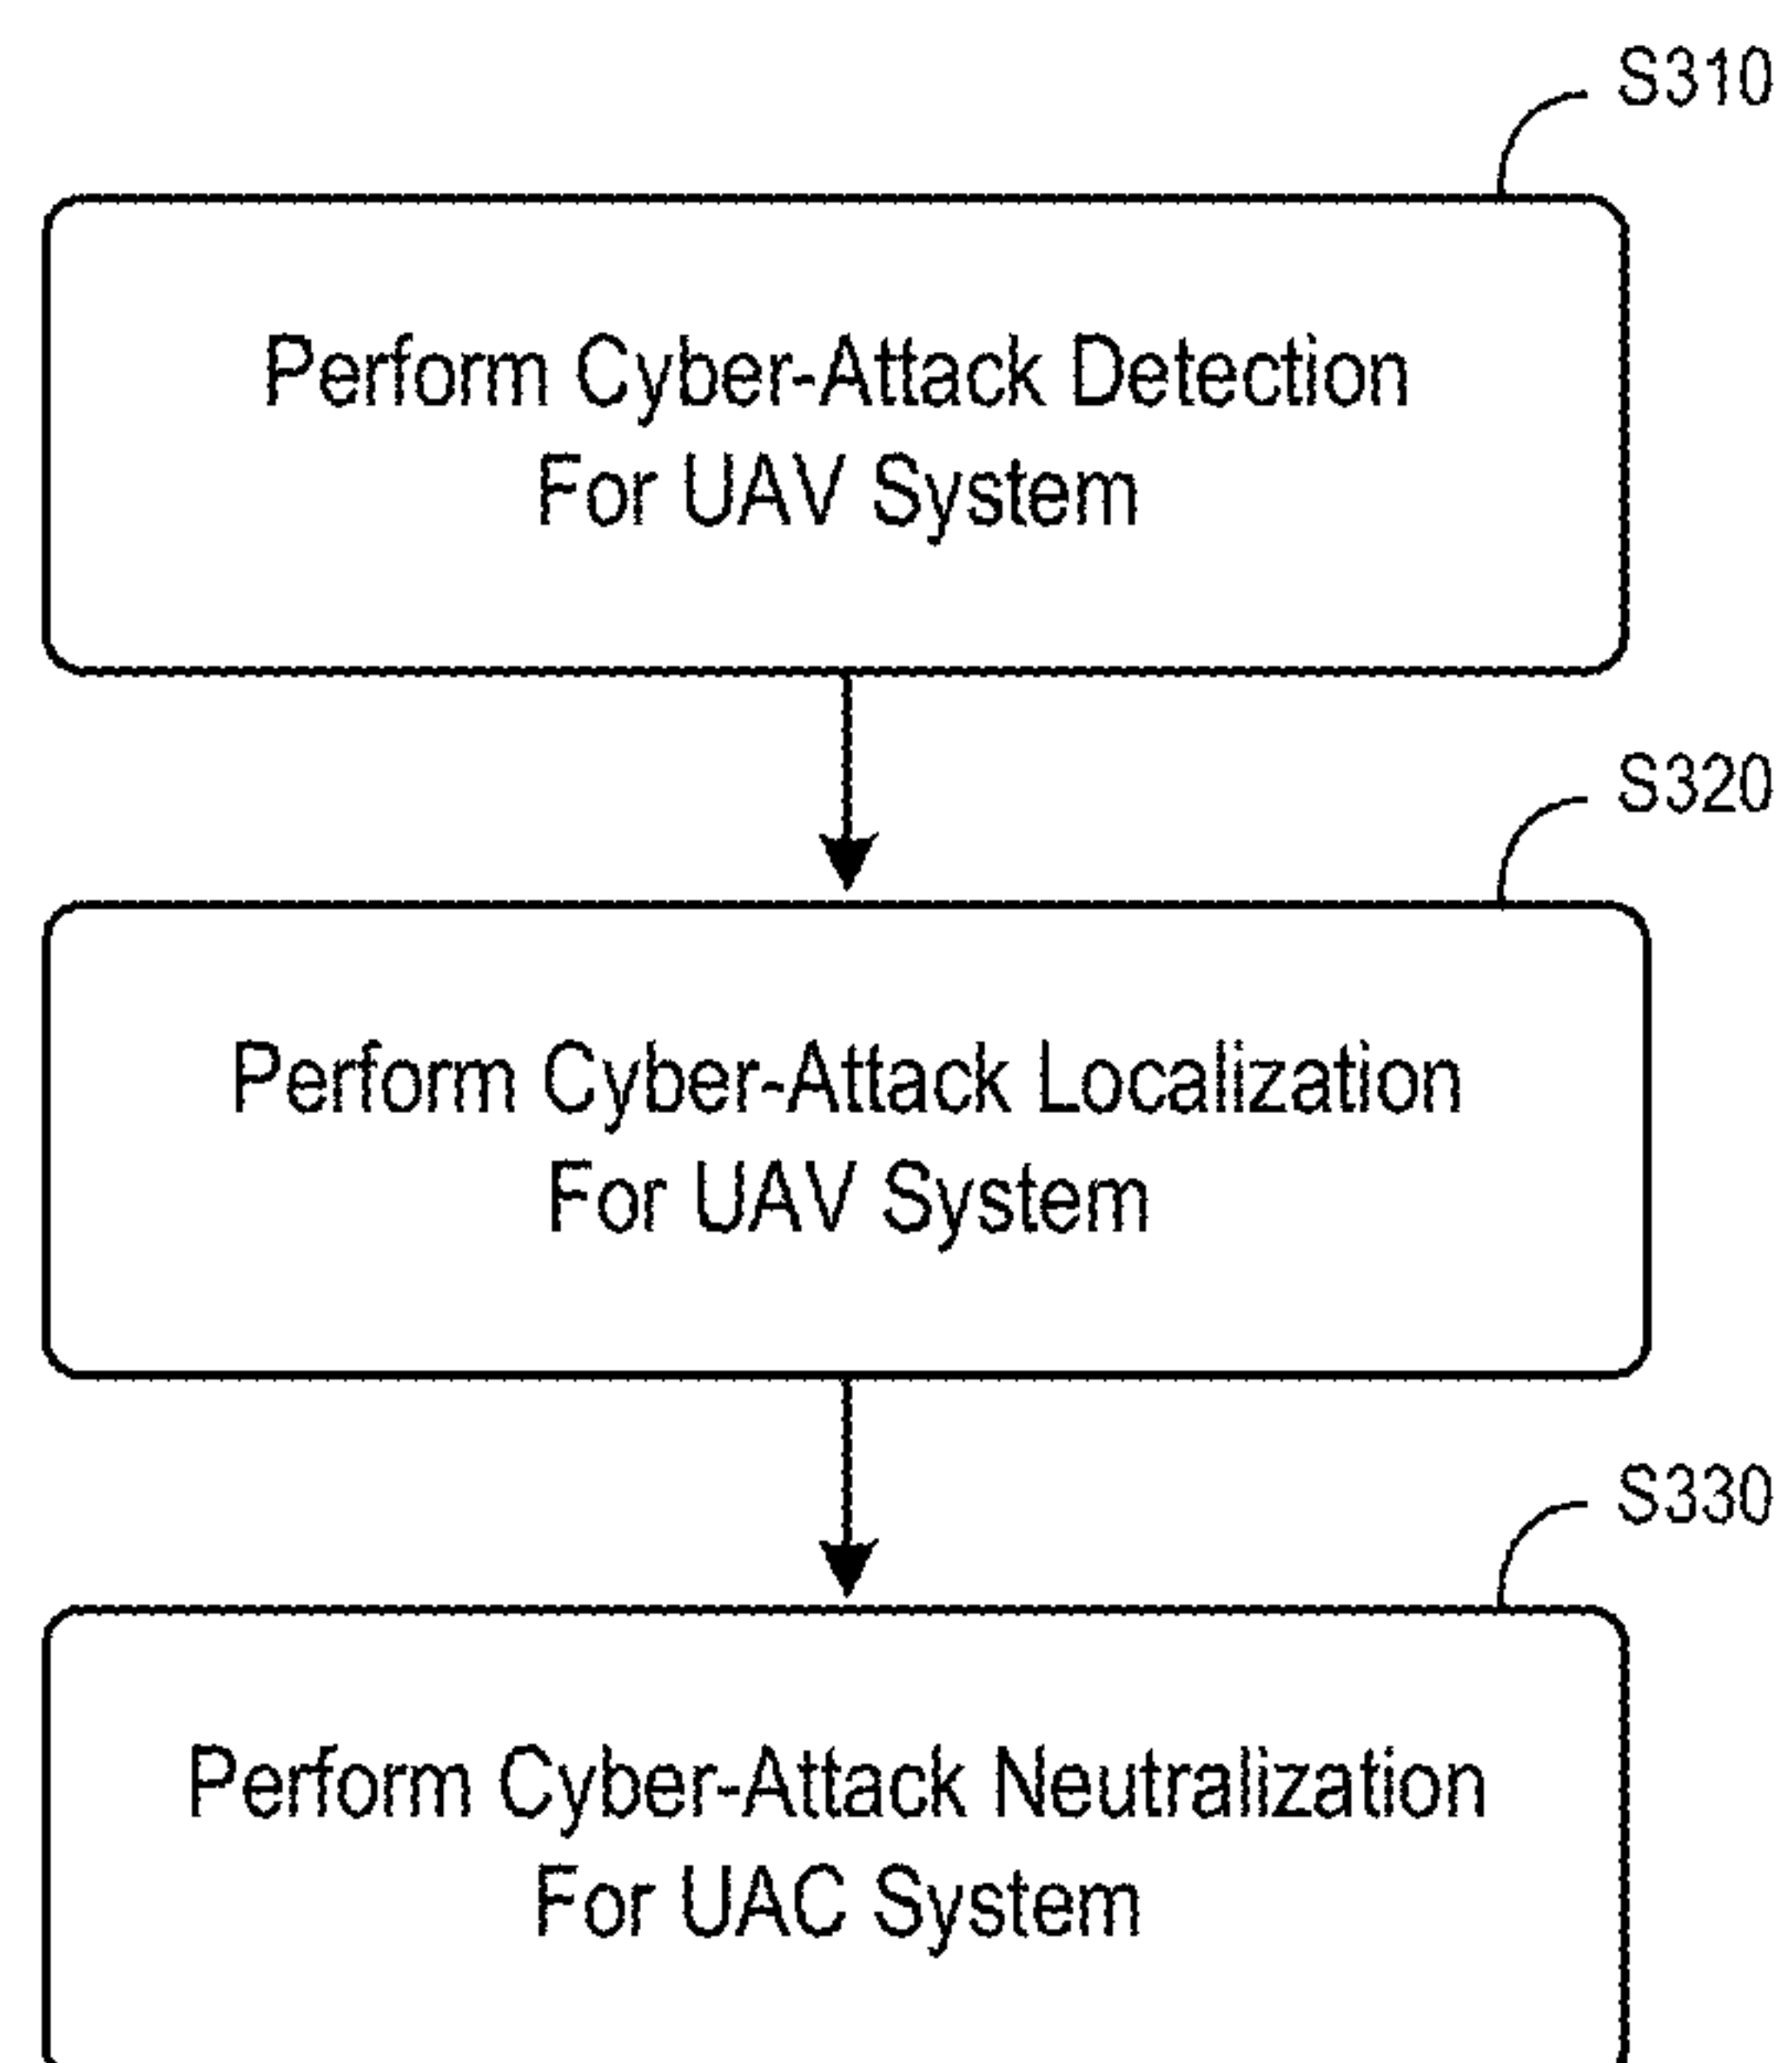 S310
Perform Cyber-Attack Detection
For UAV System
S320
Perform Cyber-Attack Localization
For UAV System
S330
Perform Cyber-Attack Neutralization
For UAC System